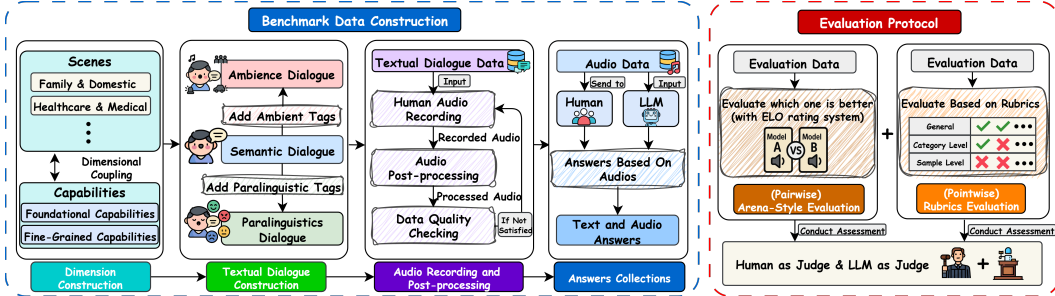 Benchmark Data Construction
Scenes
Family & Domestic
Healthcare & Medical
Dimensional
Coupling
Capabilities
Foundational Capabilities
Fine-Grained Capabilities
Dimension
Construction
Ambience Dialogue
Add Ambient Tags
Semantic Dialogue
Add Paralinguistic Tags
Paralinguistics
Dialogue
Textual Dialogue
Construction
Textual Dialogue Data
Input
Human Audio
Recording
Recorded Audio
Audio
Post-processing
Processed Audio
Data Quality
Checking
If Not
Satisfied
Audio Recording and
Post-processing
Audio Data
Send to
Input
Human
LLM
Answers Based On
Audios
Text and Audio
Answers
Answers Collections
Evaluation Protocol
Evaluation Data
Evaluate which one is better
(with ELO rating system)
Model
A
VS
Model
B
(Pairwise)
Arena-Style Evaluation
+
Evaluation Data
Evaluate Based on Rubrics
General
Category Level
Sample Level
(Pointwise)
Rubrics Evaluation
Conduct Assessment
Conduct Assessment
Human as Judge & LLM as Judge
+